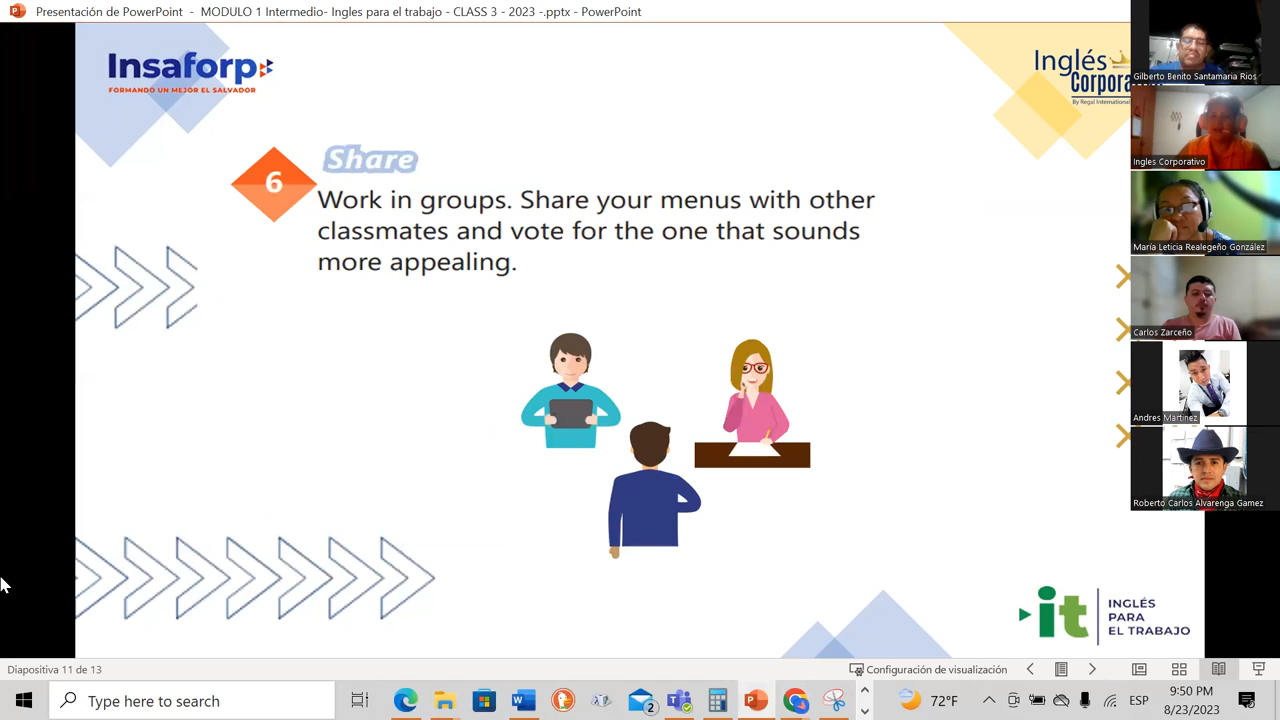 Presentación de PowerPoint - MODULO 1 Intermedio- Ingles para el trabajo - CLASS 3 - 2023 -.pptx - PowerPoint
Insaforp
FORMANDO UN MEJOR EL SALVADOR
Inglés
Corpora
By Regal International
6
Share
Work in groups. Share your menus with other
classmates and vote for the one that sounds
more appealing.
Gilberto Benito Santamaria Rios
Ingles Corporativo
María Leticia Realegeño González
Carlos Zarceño
Andres Martinez
Roberto Carlos Alvarenga Gamez
it
INGLÉS
PARA
EL TRABAJO
Diapositiva 11 de 13
Configuración de visualización
Type here to search
2
72°F
ESP
9:50 PM
8/23/2023